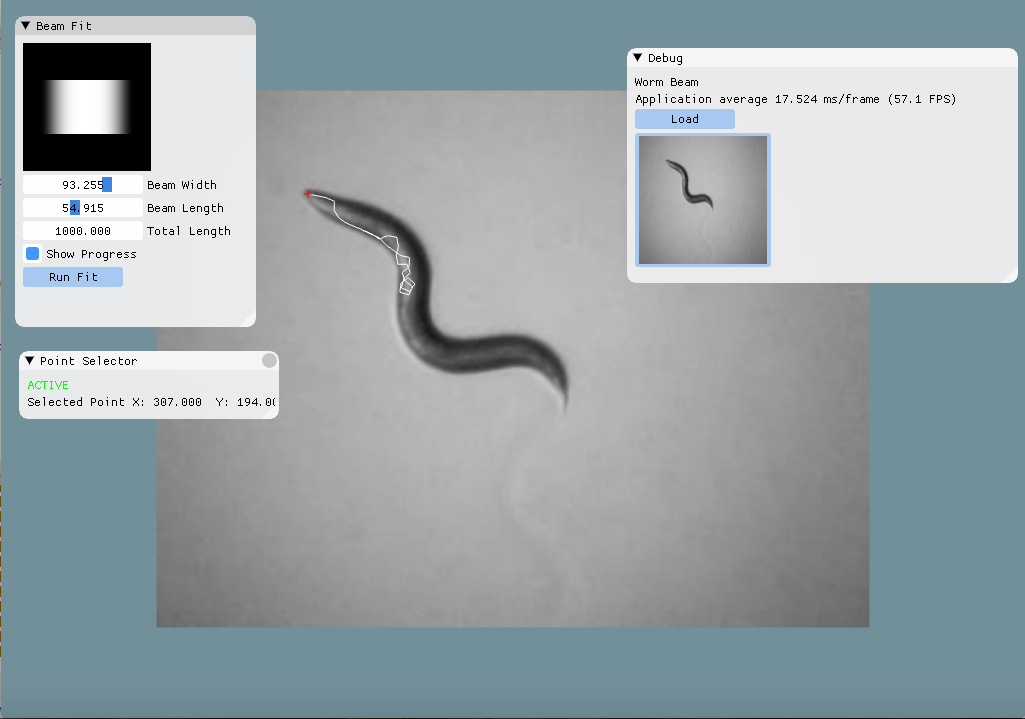 Beam Fit
93.255 Beam Width
54.915 Beam Length
1000.000 Total Length
Show Progress
Run Fit
Point Selector
ACTIVE
Selected Point X: 307.000 Y: 194.0
Debug
Worm Beam
Application average 17.524 ms/frame (57.1 FPS)
Load